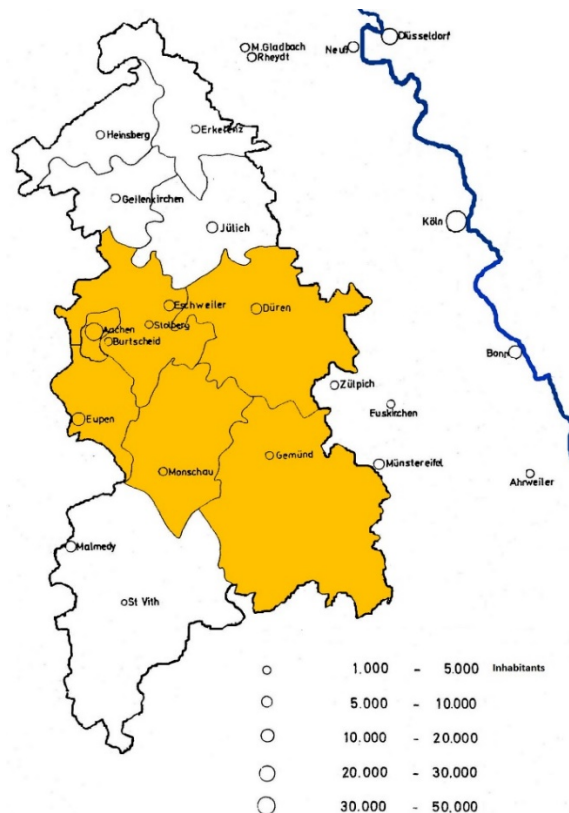 Düsseldorf
M.Gladbach
Neuß
Rheydt
Erkelenz
Heinsberg
Geilenkirchen
Köln
Jülich
Eschweiler
Düren
Stolberg
Aachen
Burtscheid
Bonn
Zülpich
Euskirchen
Eupen
Gemünd
Münstereifel
Monschau
Ahrweiler
Malmedy
St Vith
1.000 - 5.000 Inhabitants
5.000 - 10.000
10.000 - 20.000
20.000 - 30.000
30.000 - 50.000